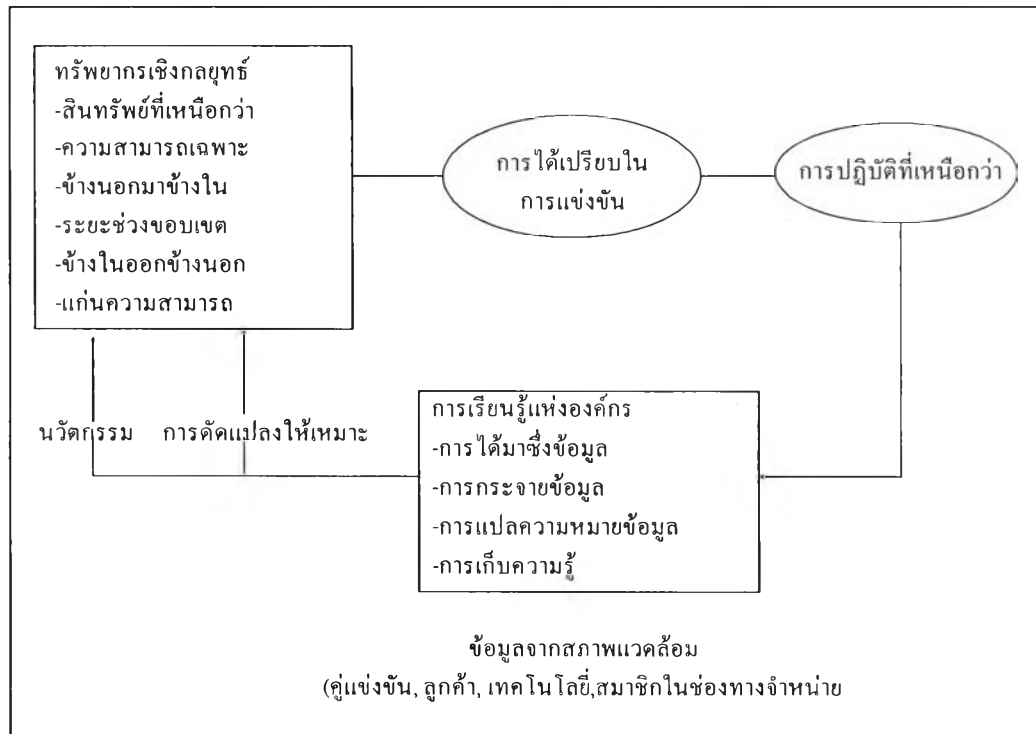 ทรัพยากรเชิงกลยุทธ์
-สินทรัพย์ที่เหนือกว่า
-ความสามารถเฉพาะ
-ข้างนอกมาข้างใน
-ระยะช่วงขอบเขต
-ข้างในออกข้างนอก
-แก่นความสามารถ
การได้เปรียบใน
การแข่งขัน
การปฏิบัติที่เหนือกว่า
นวัตกรรม การดัดแปลงให้เหมาะ
การเรียนรู้แห่งองค์กร
-การได้มาซึ่งข้อมูล
-การกระจายข้อมูล
-การแปลความหมายข้อมูล
-การเก็บความรู้
ข้อมูลจากสภาพแวดล้อม
(คู่แข่งขัน, ลูกค้า, เทคโนโลยี่,สมาชิกในช่องทางจำหน่าย